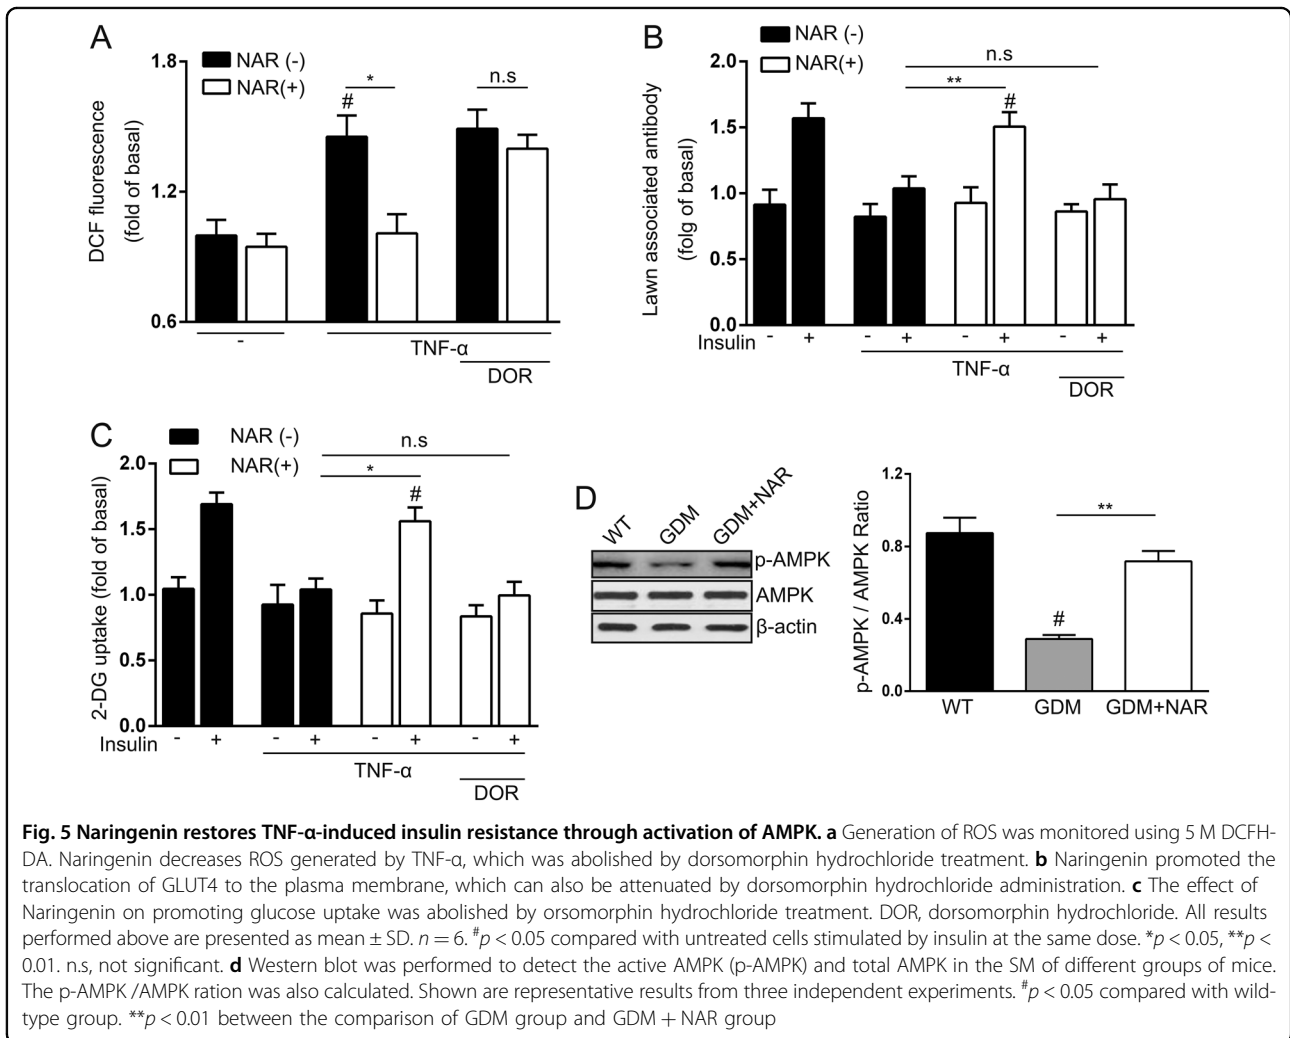 A
NAR (-)
NAR(+)
DCF fluorescence
(fold of basal)
1.8
1.2
0.6
#
*
n.s
-
TNF-α
DOR
B
NAR (-)
NAR(+)
Lawn associated antibody
(folg of basal)
2.0
1.5
1.0
0.5
0.0
n.s
**
#
Insulin - + - + - + - +
TNF-α
DOR
C
NAR (-)
NAR(+)
2-DG uptake (fold of basal)
2.0
1.5
1.0
0.5
0.0
n.s
*
#
Insulin - + - + - + - +
TNF-α
DOR
D
WT GDM GDM+NAR
p-AMPK
AMPK
β-actin
p-AMPK / AMPK Ratio
1.2
0.8
0.4
0.0
**
#
WT GDM GDM+NAR
Fig. 5 Naringenin restores TNF-α-induced insulin resistance through activation of AMPK. a Generation of ROS was monitored using 5 M DCFH-
DA. Naringenin decreases ROS generated by TNF-α, which was abolished by dorsomorphin hydrochloride treatment. b Naringenin promoted the
translocation of GLUT4 to the plasma membrane, which can also be attenuated by dorsomorphin hydrochloride administration. c The effect of
Naringenin on promoting glucose uptake was abolished by orsomorphin hydrochloride treatment. DOR, dorsomorphin hydrochloride. All results
performed above are presented as mean ± SD. n = 6. #p < 0.05 compared with untreated cells stimulated by insulin at the same dose. *p < 0.05, **p <
0.01. n.s, not significant. d Western blot was performed to detect the active AMPK (p-AMPK) and total AMPK in the SM of different groups of mice.
The p-AMPK /AMPK ration was also calculated. Shown are representative results from three independent experiments. #p < 0.05 compared with wild-
type group. **p < 0.01 between the comparison of GDM group and GDM + NAR group